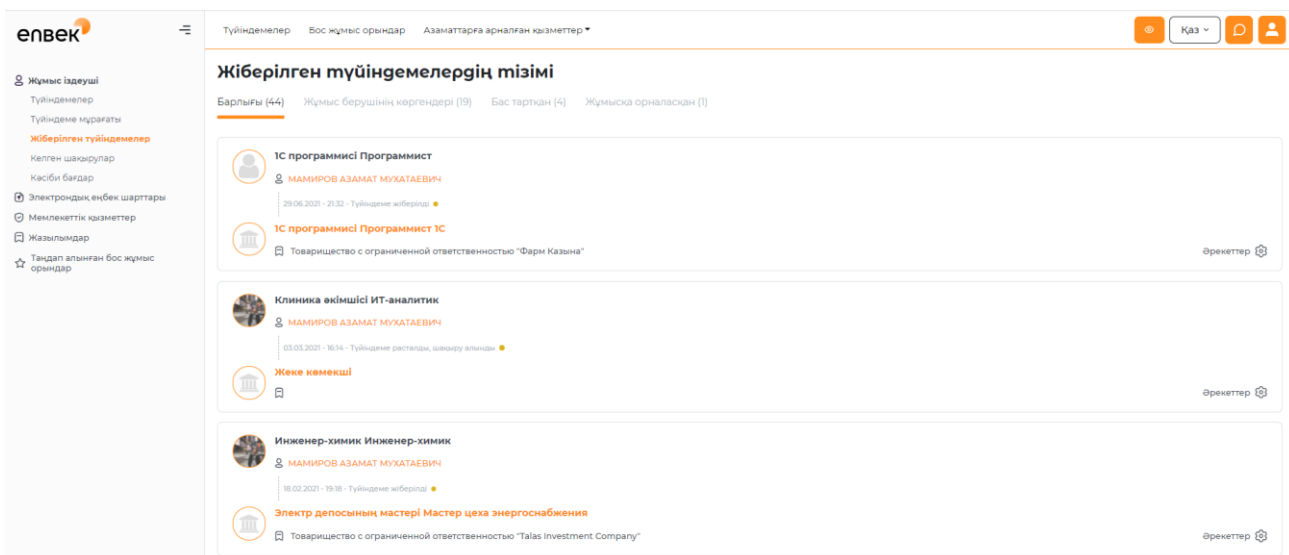 enbek
Түйіндемелер Бос жұмыс орындар Азаматтарға арналған қызметтер
Қаз
Жұмыс іздеуші
Түйіндемелер
Түйіндеме мұрағаты
Жіберілген түйіндемелер
Келген шақырулар
Кәсіби бағдар
Электрондық еңбек шарттары
Мемлекеттік қызметтер
Жазылымдар
Таңдап алынған бос жұмыс
орындар
Жіберілген түйіндемелердің тізімі
Барлығы (44) Жұмыс берушінің көргендері (19) Бас тартқан (4) Жұмысқа орналасқан (1)
1С программисі Программист
МАМИРОВ АЗАМАТ МУХАТАЕВИЧ
29.06.2021 - 21:32 - Түйіндеме жіберілді
1С программисі Программист 1С
Товарищество с ограниченной ответственностью "Фарм Казына"
Әрекеттер
Клиника әкімшісі ИТ-аналитик
МАМИРОВ АЗАМАТ МУХАТАЕВИЧ
03.03.2021 - 16:14 - Түйіндеме расталды, шақыру алынды
Жеке көмекші
Әрекеттер
Инженер-химик Инженер-химик
МАМИРОВ АЗАМАТ МУХАТАЕВИЧ
18.02.2021 - 19:18 - Түйіндеме жіберілді
Электр депосының мастері Мастер цеха энергоснабжения
Товарищество с ограниченной ответственностью "Talas Investment Company"
Әрекеттер